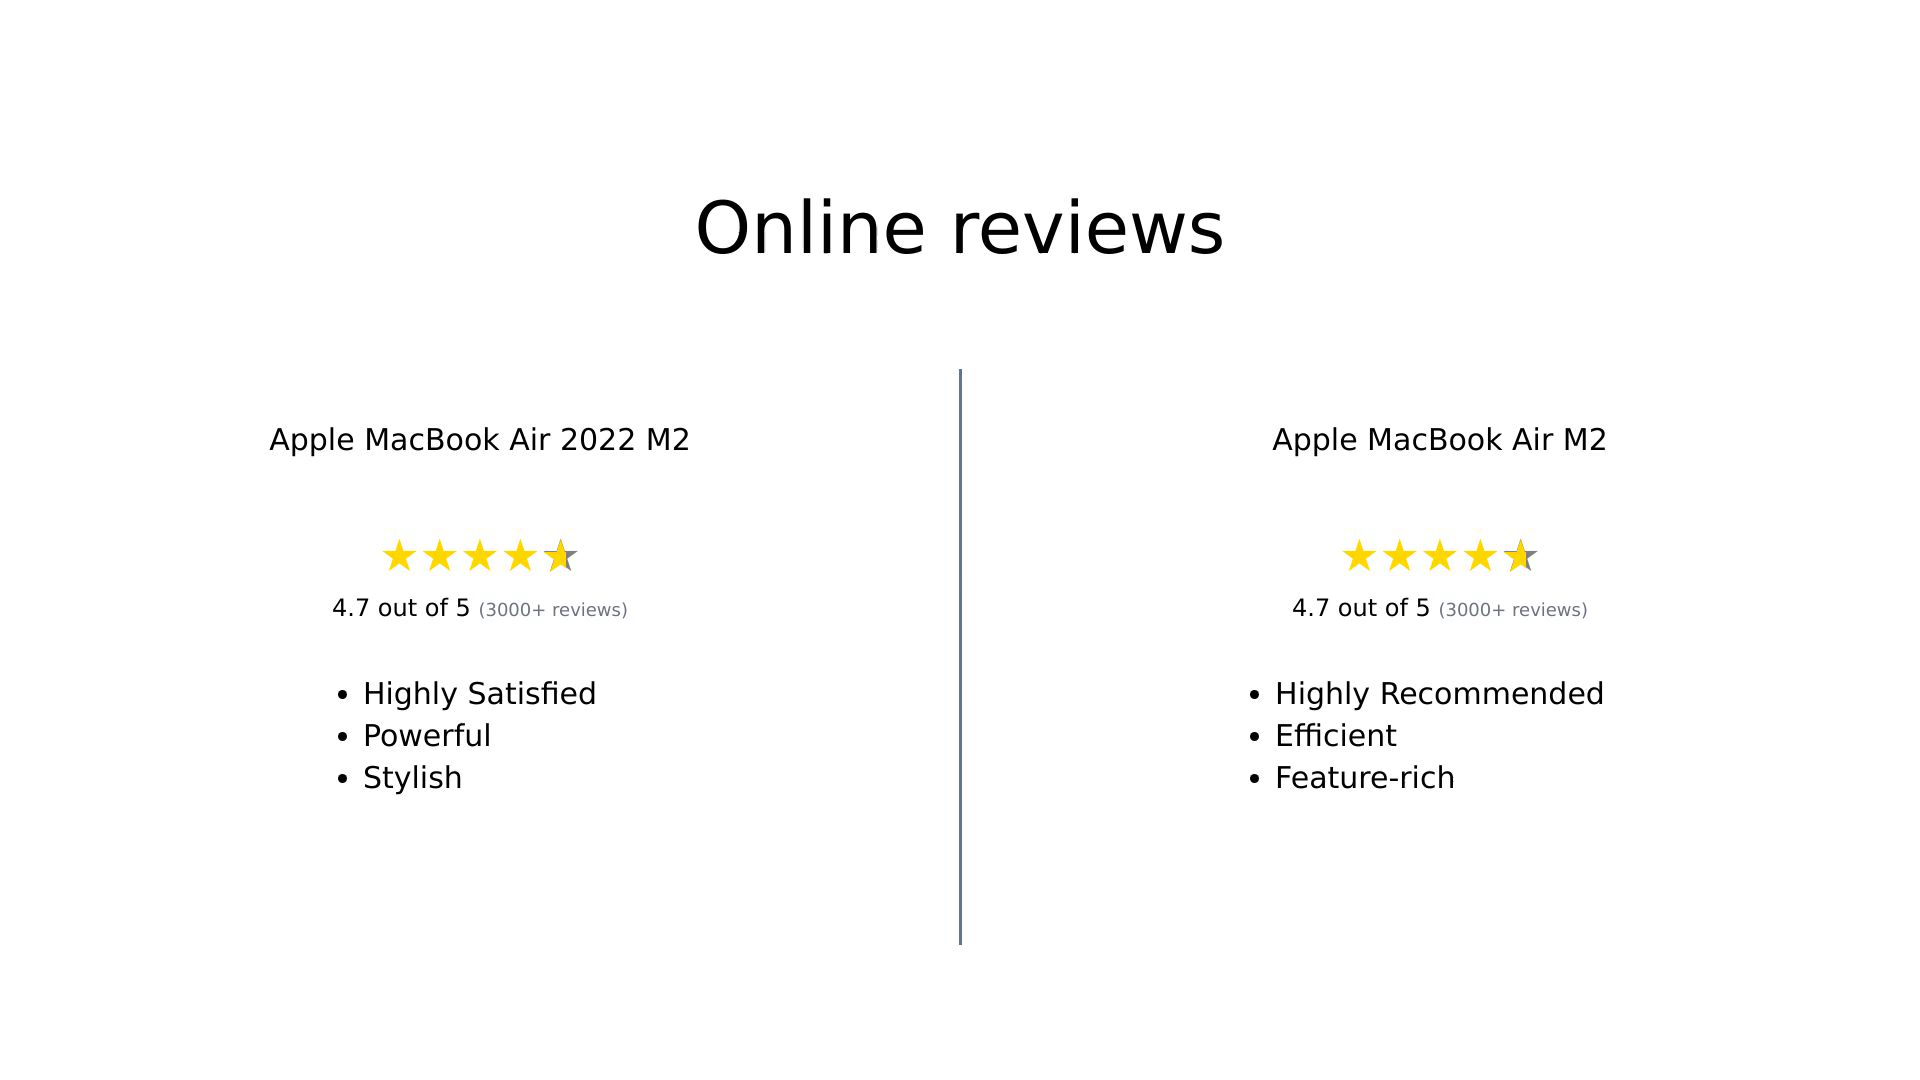 Online reviews
Apple MacBook Air 2022 M2
4.7 out of 5 (3000+ reviews)
• Highly Satisfied
• Powerful
• Stylish
Apple MacBook Air M2
4.7 out of 5 (3000+ reviews)
• Highly Recommended
• Efficient
• Feature-rich